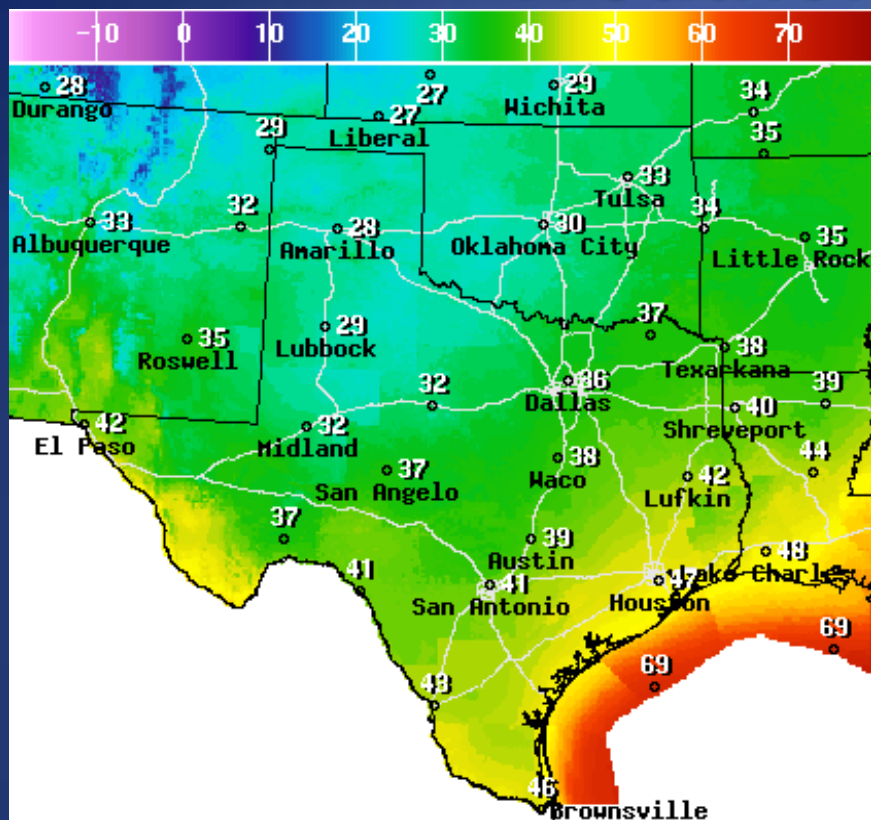 -10 0 10 20 30 40 50 60 70
28
Durango
27
29
Wichita
27
Liberal
34
29
35
33
Tulsa
33
Albuquerque
32
28
Amarillo
30
Oklahoma City
34
35
Little Rock
35
Roswell
29
Lubbock
37
38
Texarkana
36
Dallas
32
40
Shreveport
39
42
El Paso
32
Midland
37
San Angelo
38
Waco
42
Lufkin
44
37
39
Austin
48
Lake Charles
41
41
San Antonio
47
Houston
69
69
43
46
Brownsville